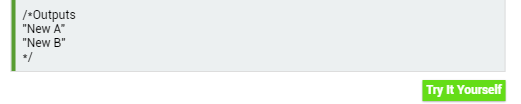 /*Outputs
"New A"
"New B"
*/
Try It Yourself